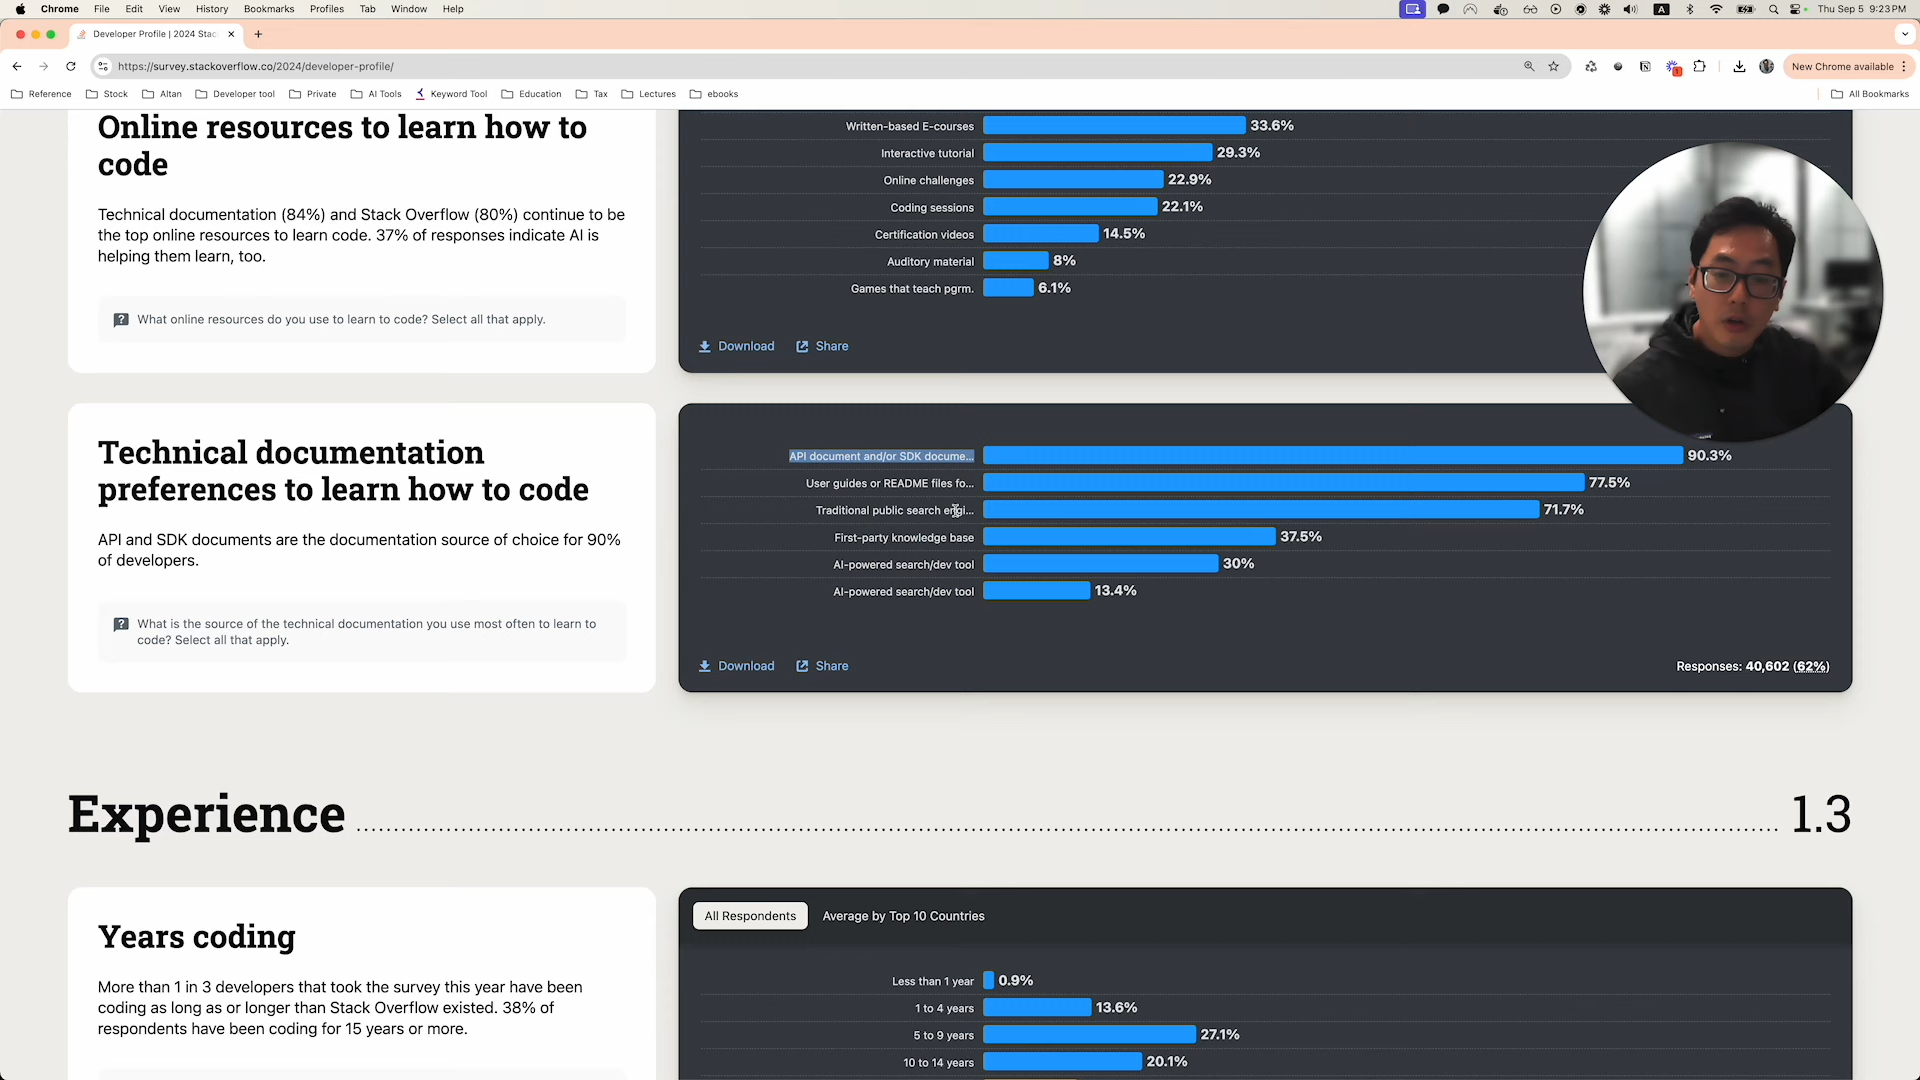 Chrome File Edit View History Bookmarks Profiles Tab Window Help
A Thu Sep 5 9:23 PM
Developer Profile | 2024 Stac
https://survey.stackoverflow.co/2024/developer-profile/
1
New Chrome available
Reference Stock Altan Developer tool Private AI Tools Keyword Tool Education Tax Lectures ebooks All Bookmarks
Online resources to learn how to
code
Technical documentation (84%) and Stack Overflow (80%) continue to be
the top online resources to learn code. 37% of responses indicate AI is
helping them learn, too.
What online resources do you use to learn to code? Select all that apply.
Written-based E-courses 33.6%
Interactive tutorial 29.3%
Online challenges 22.9%
Coding sessions 22.1%
Certification videos 14.5%
Auditory material 8%
Games that teach pgrm. 6.1%
Download Share
Technical documentation
preferences to learn how to code
API and SDK documents are the documentation source of choice for 90%
of developers.
What is the source of the technical documentation you use most often to learn to
code? Select all that apply.
API document and/or SDK docume... 90.3%
User guides or README files fo... 77.5%
Traditional public search engi... 71.7%
First-party knowledge base 37.5%
AI-powered search/dev tool 30%
AI-powered search/dev tool 13.4%
Download Share
Responses: 40,602 (62%)
Experience 1.3
Years coding
More than 1 in 3 developers that took the survey this year have been
coding as long as or longer than Stack Overflow existed. 38% of
respondents have been coding for 15 years or more.
All Respondents Average by Top 10 Countries
Less than 1 year 0.9%
1 to 4 years 13.6%
5 to 9 years 27.1%
10 to 14 years 20.1%